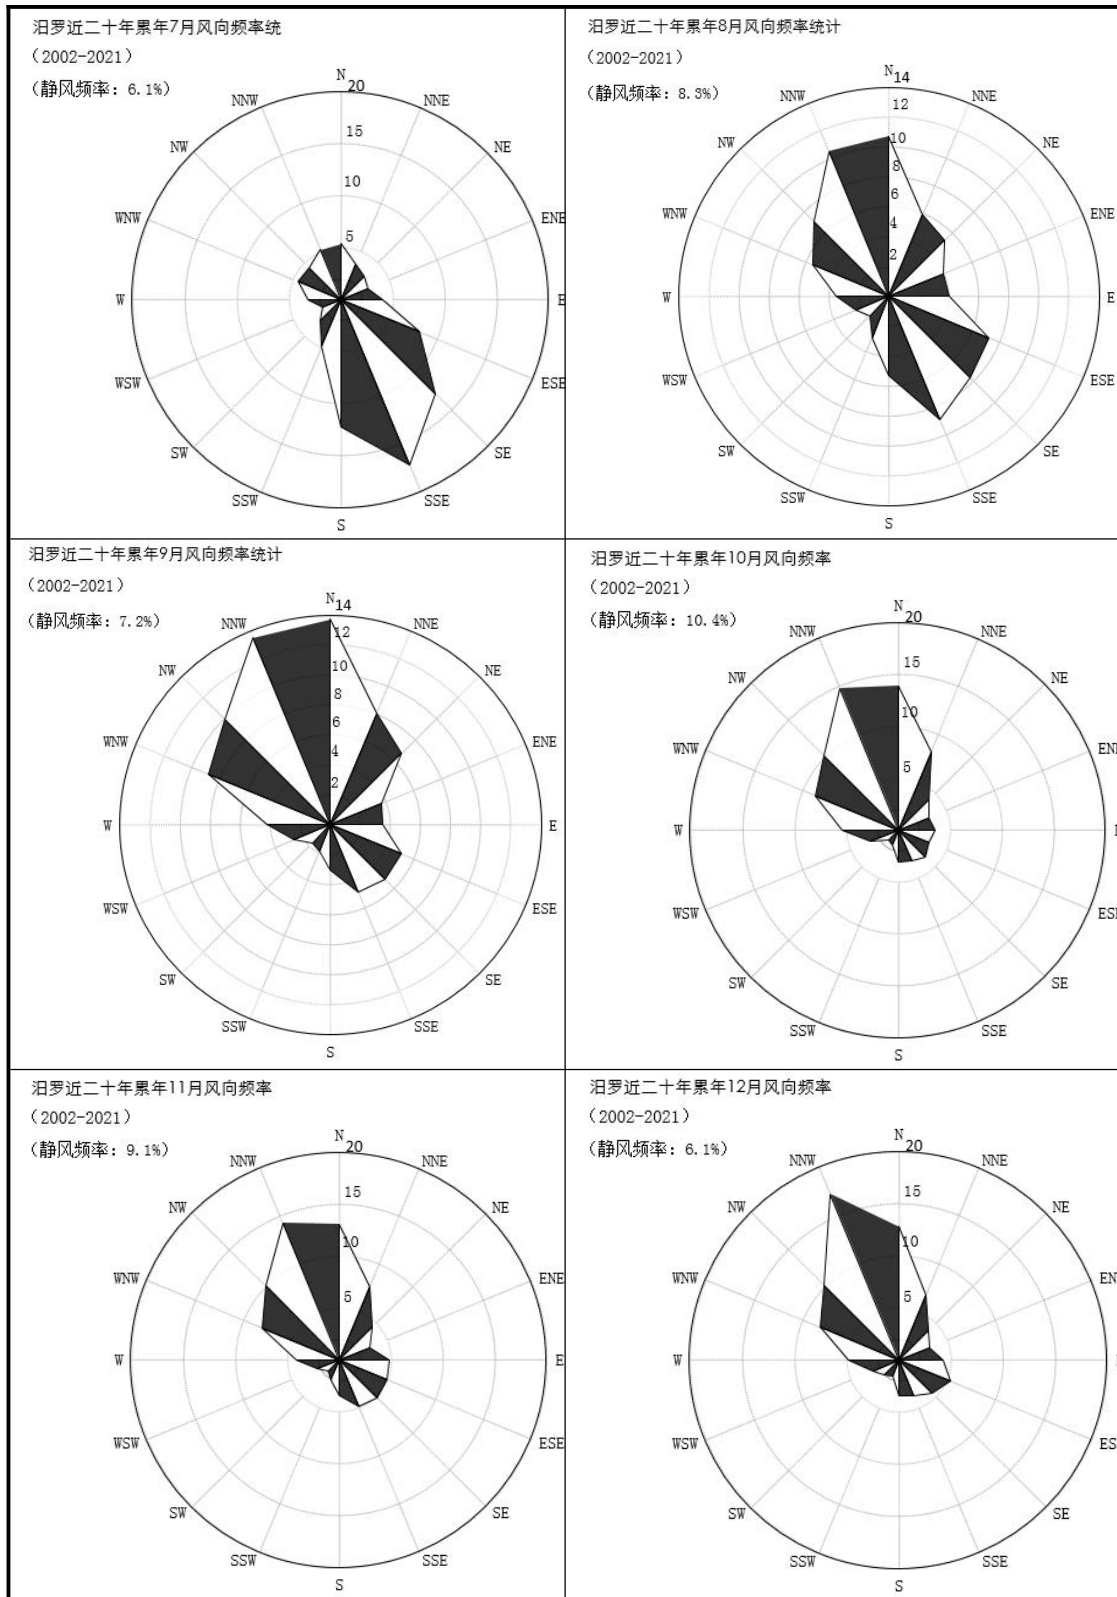 汨罗近二十年累年7月风向频率统
（2002-2021）
（静风频率: 6.1%）
N
20
NNW
NNE
NW
15
NE
10
WNW
ENE
5
W
E
WSW
ESE
SW
SE
SSW
SSE
S
汨罗近二十年累年8月风向频率统计
（2002-2021）
（静风频率: 8.3%）
N
14
NNW
NNE
12
NW
10
NE
8
6
WNW
ENE
4
2
W
E
WSW
ESE
SW
SE
SSW
SSE
S
汨罗近二十年累年9月风向频率统计
（2002-2021）
（静风频率: 7.2%）
N
14
NNW
NNE
12
NW
10
NE
8
6
WNW
ENE
4
2
W
E
WSW
ESE
SW
SE
SSW
SSE
S
汨罗近二十年累年10月风向频率
（2002-2021）
（静风频率: 10.4%）
N
20
NNW
NNE
15
NW
NE
10
WNW
EN
5
W
WSW
ES
SW
SE
SSW
SSE
S
汨罗近二十年累年11月风向频率
（2002-2021）
（静风频率: 9.1%）
N
20
NNW
NNE
15
NW
NE
10
WNW
ENE
5
W
E
WSW
ESE
SW
SE
SSW
SSE
S
汨罗近二十年累年12月风向频率
（2002-2021）
（静风频率: 6.1%）
N
20
NNW
NNE
15
NW
NE
10
WNW
EN
5
W
WSW
ES
SW
SE
SSW
SSE
S